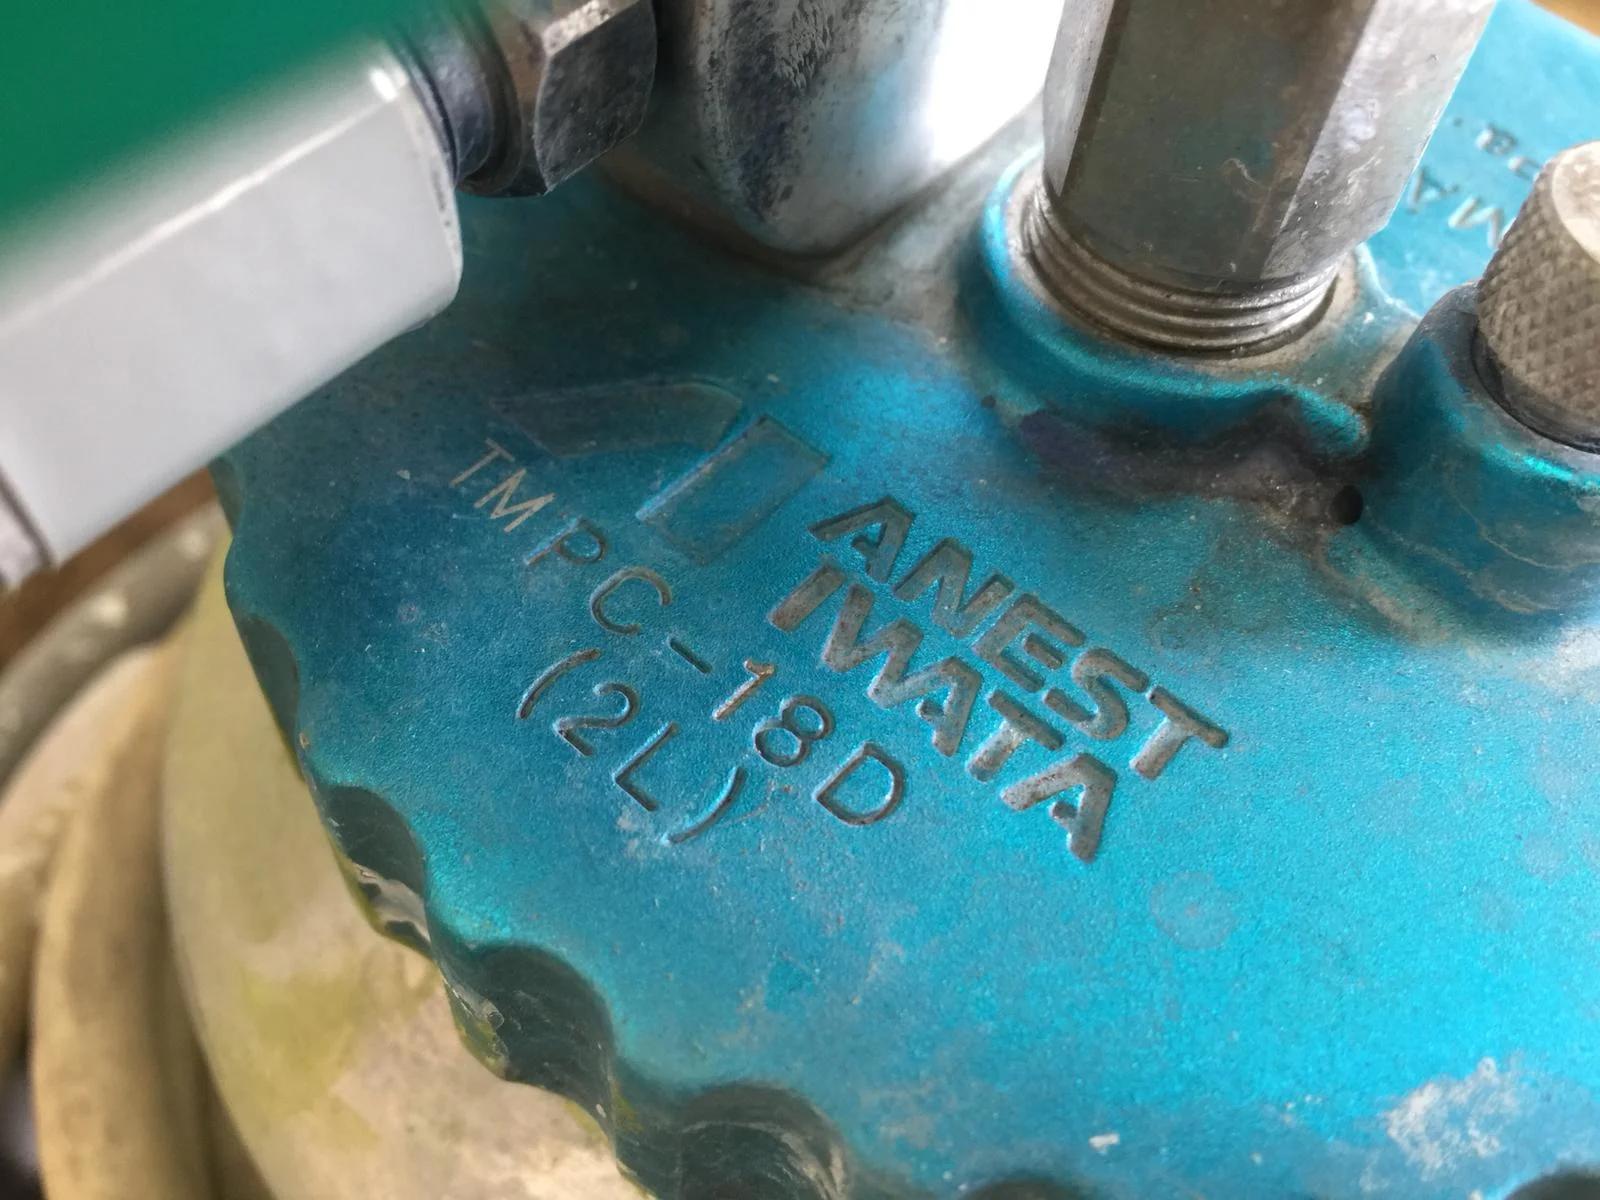 ANEST
IWATA
TMPC-18D
(2L)